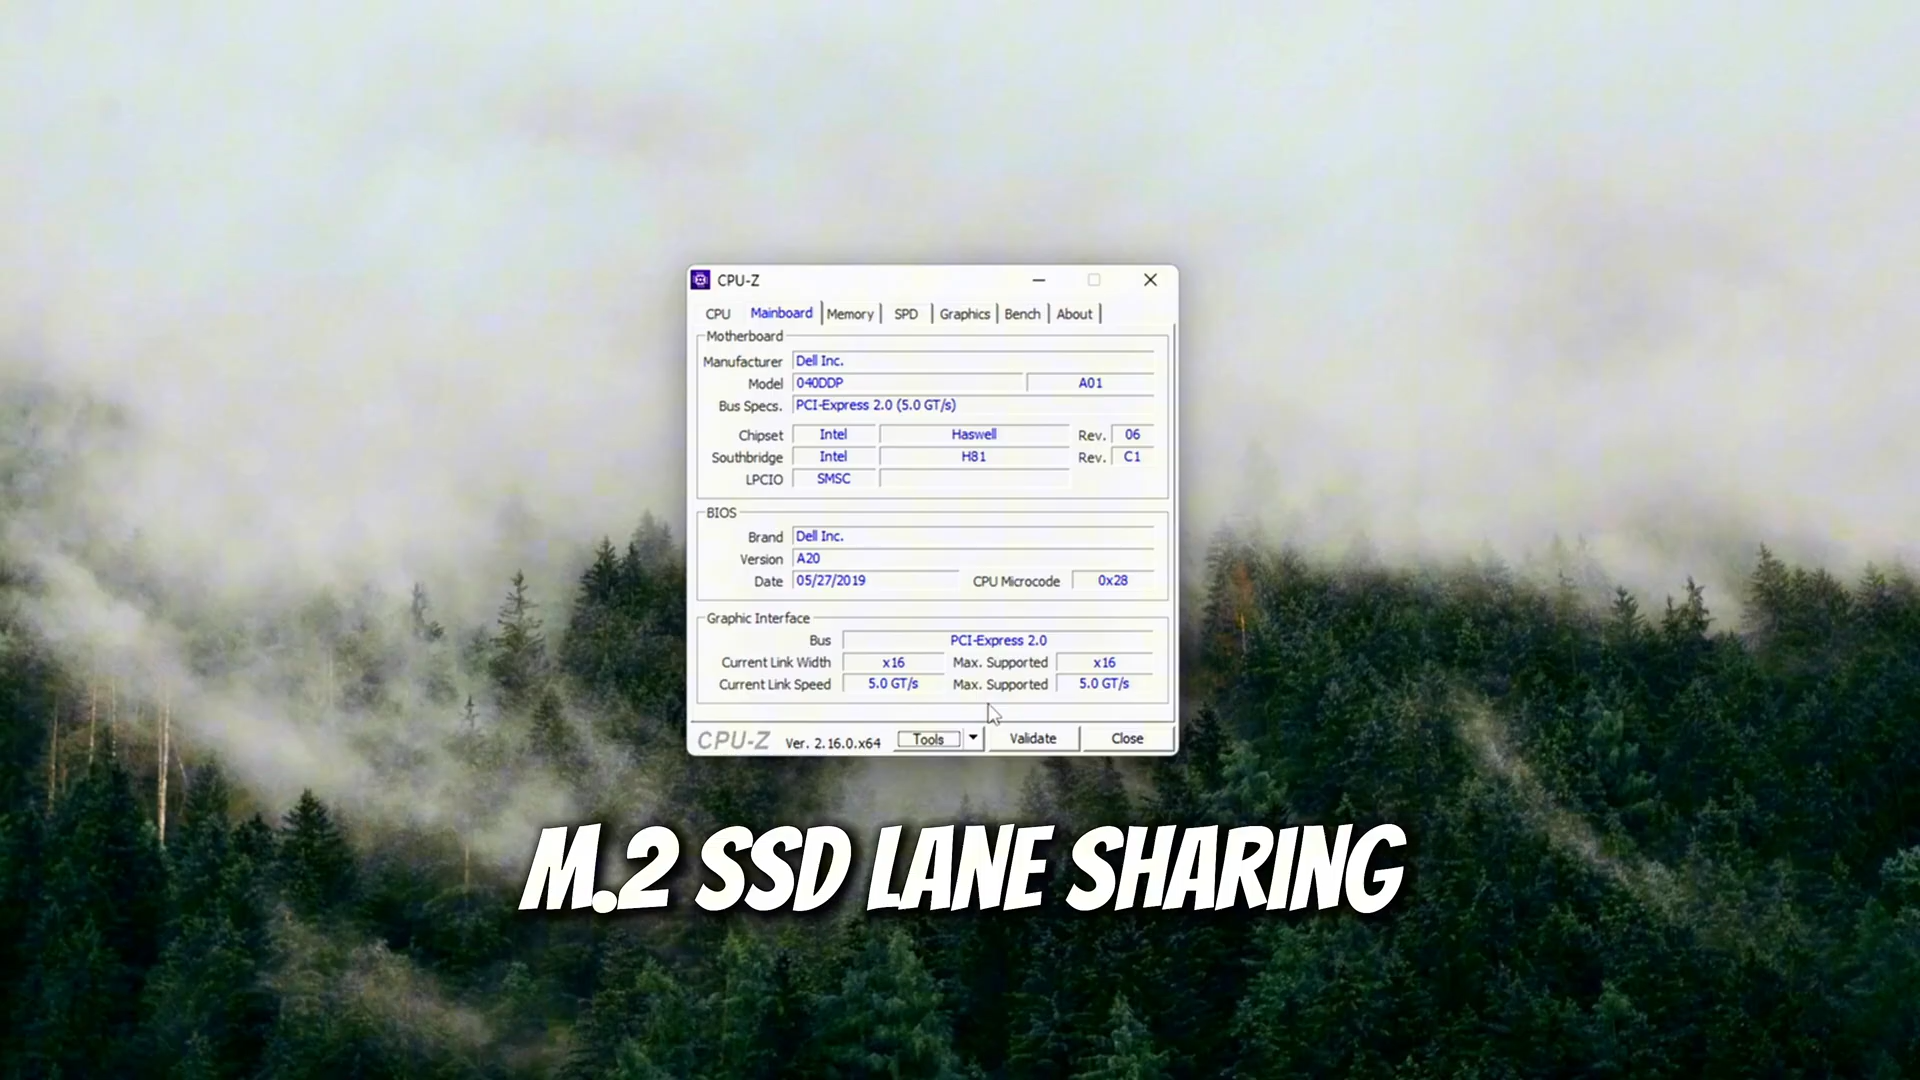 CPU-Z
CPU Mainboard Memory SPD Graphics Bench About
Motherboard
Manufacturer Dell Inc.
Model 040DDP A01
Bus Specs. PCI-Express 2.0 (5.0 GT/s)
Chipset Intel Haswell Rev. 06
Southbridge Intel H81 Rev. C1
LPCIO SMSC
BIOS
Brand Dell Inc.
Version A20
Date 05/27/2019 CPU Microcode 0x28
Graphic Interface
Bus PCI-Express 2.0
Current Link Width x16 Max. Supported x16
Current Link Speed 5.0 GT/s Max. Supported 5.0 GT/s
CPU-Z Ver. 2.16.0.x64 Tools Validate Close
M.2 SSD LANE SHARING